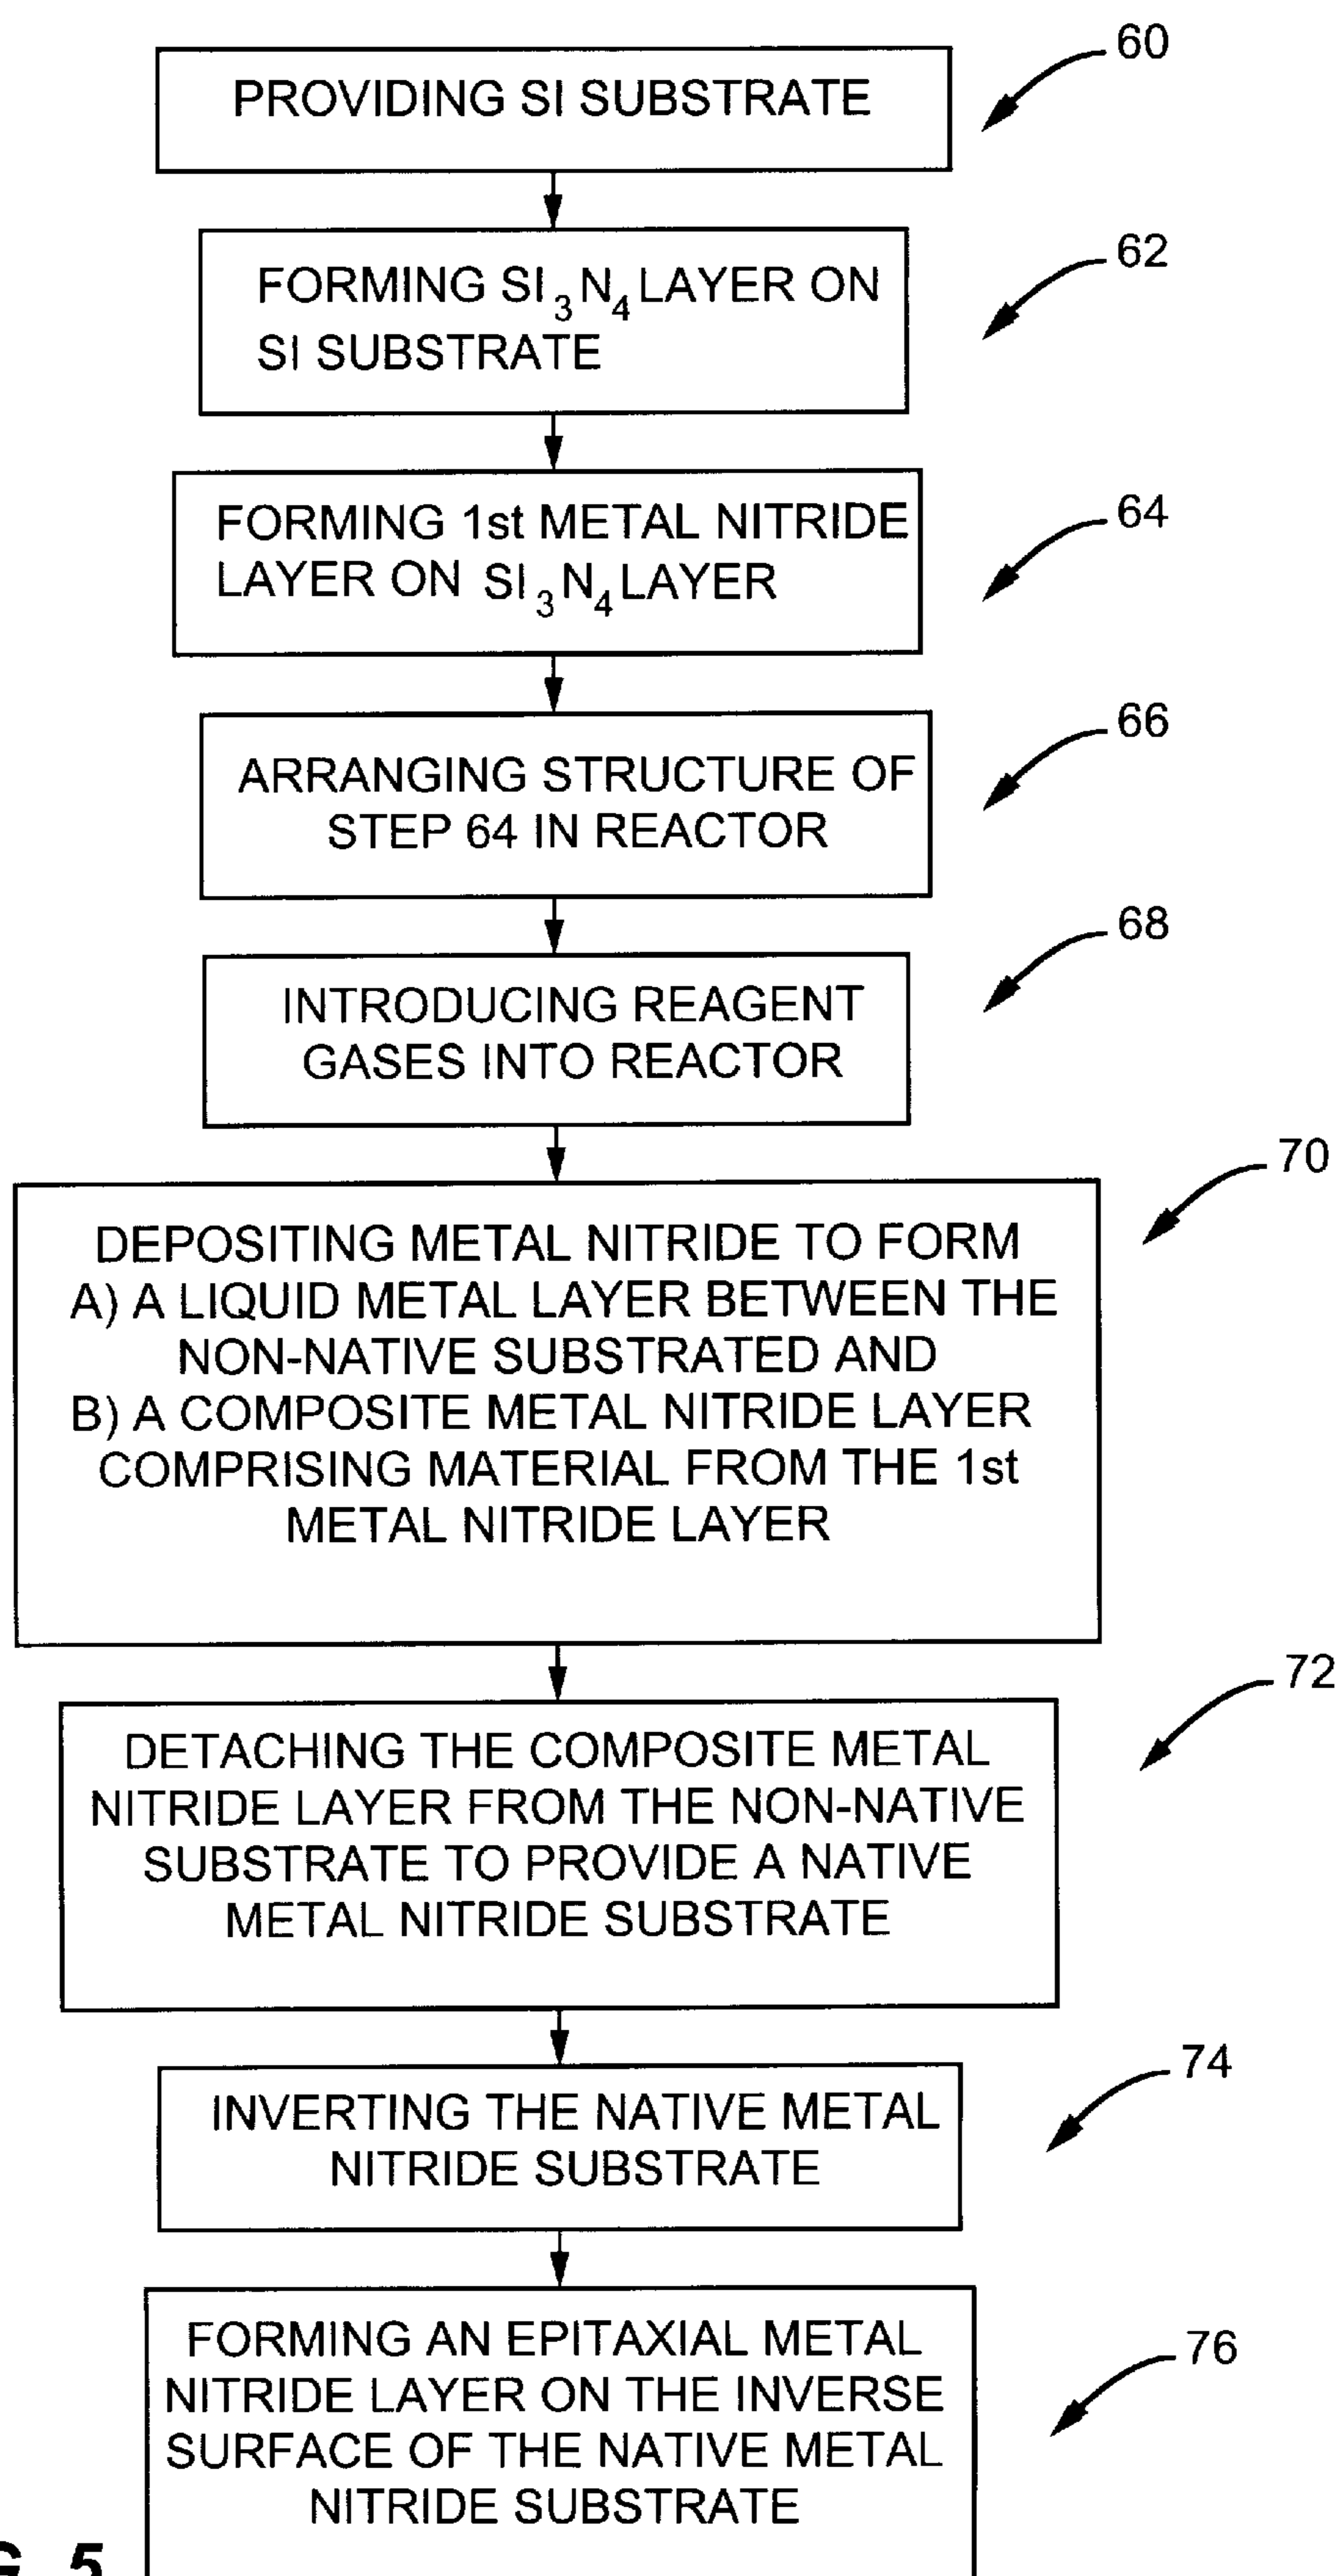 60
PROVIDING SI SUBSTRATE
62
FORMING SI3N4 LAYER ON
SI SUBSTRATE
64
FORMING 1st METAL NITRIDE
LAYER ON SI3N4 LAYER
66
ARRANGING STRUCTURE OF
STEP 64 IN REACTOR
68
INTRODUCING REAGENT
GASES INTO REACTOR
70
DEPOSITING METAL NITRIDE TO FORM
A) A LIQUID METAL LAYER BETWEEN THE
NON-NATIVE SUBSTRATED AND
B) A COMPOSITE METAL NITRIDE LAYER
COMPRISING MATERIAL FROM THE 1st
METAL NITRIDE LAYER
72
DETACHING THE COMPOSITE METAL
NITRIDE LAYER FROM THE NON-NATIVE
SUBSTRATE TO PROVIDE A NATIVE
METAL NITRIDE SUBSTRATE
74
INVERTING THE NATIVE METAL
NITRIDE SUBSTRATE
76
FORMING AN EPITAXIAL METAL
NITRIDE LAYER ON THE INVERSE
SURFACE OF THE NATIVE METAL
NITRIDE SUBSTRATE
5